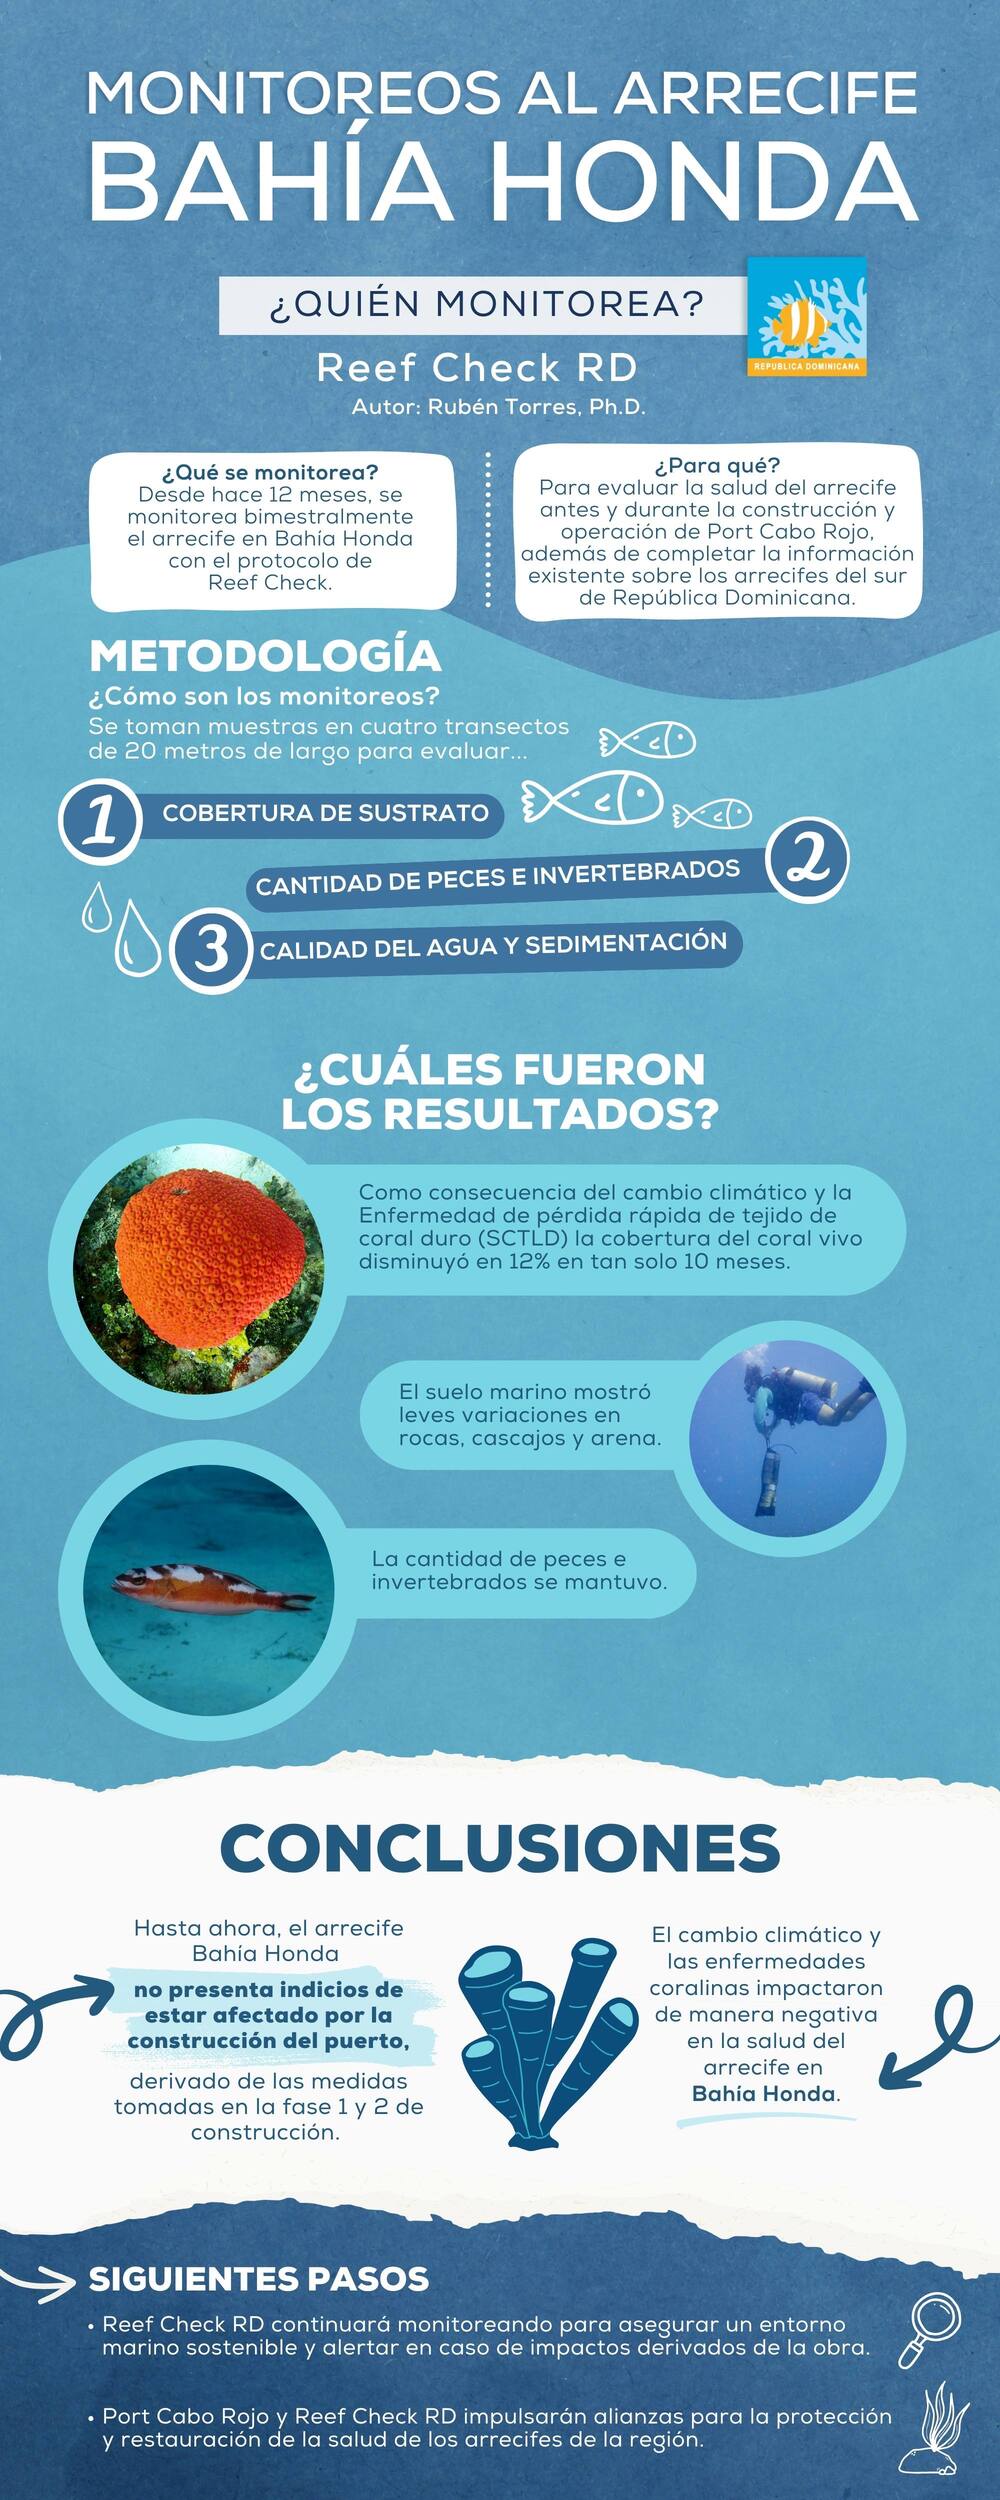 MONITOREOS AL ARRECIFE
BAHÍA HONDA
¿QUIÉN MONITOREA?
REPUBLICA DOMINICANA
Reef Check RD
Autor: Rubén Torres, Ph.D.
¿Qué se monitorea?
Desde hace 12 meses, se
monitorea bimestralmente
el arrecife en Bahía Honda
con el protocolo de
Reef Check.
¿Para qué?
Para evaluar la salud del arrecife
antes y durante la construcción y
operación de Port Cabo Rojo,
además de completar la información
existente sobre los arrecifes del sur
de República Dominicana.
METODOLOGÍA
¿Cómo son los monitoreos?
Se toman muestras en cuatro transectos
de 20 metros de largo para evaluar...
1 COBERTURA DE SUSTRATO
CANTIDAD DE PECES E INVERTEBRADOS 2
3 CALIDAD DEL AGUA Y SEDIMENTACIÓN
¿CUÁLES FUERON
LOS RESULTADOS?
Como consecuencia del cambio climático y la
Enfermedad de pérdida rápida de tejido de
coral duro (SCTLD) la cobertura del coral vivo
disminuyó en 12% en tan solo 10 meses.
El suelo marino mostró
leves variaciones en
rocas, cascajos y arena.
La cantidad de peces e
invertebrados se mantuvo.
CONCLUSIONES
Hasta ahora, el arrecife
Bahía Honda
no presenta indicios de
estar afectado por la
construcción del puerto,
derivado de las medidas
tomadas en la fase 1 y 2 de
construcción.
El cambio climático y
las enfermedades
coralinas impactaron
de manera negativa
en la salud del
arrecife en
Bahía Honda.
SIGUIENTES PASOS
• Reef Check RD continuará monitoreando para asegurar un entorno
marino sostenible y alertar en caso de impactos derivados de la obra.
• Port Cabo Rojo y Reef Check RD impulsarán alianzas para la protección
y restauración de la salud de los arrecifes de la región.